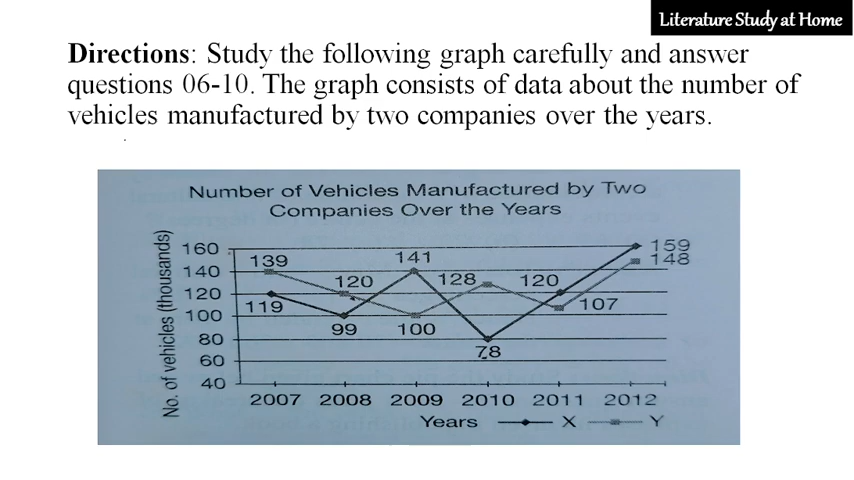 Literature Study at Home
Directions: Study the following graph carefully and answer
questions 06-10. The graph consists of data about the number of
vehicles manufactured by two companies over the years.
Number of Vehicles Manufactured by Two
Companies Over the Years
No. of vehicles (thousands)
160
140
120
100
80
60
40
139
119
120
99
141
100
128
78
120
107
159
148
2007 2008 2009 2010 2011 2012
Years X Y